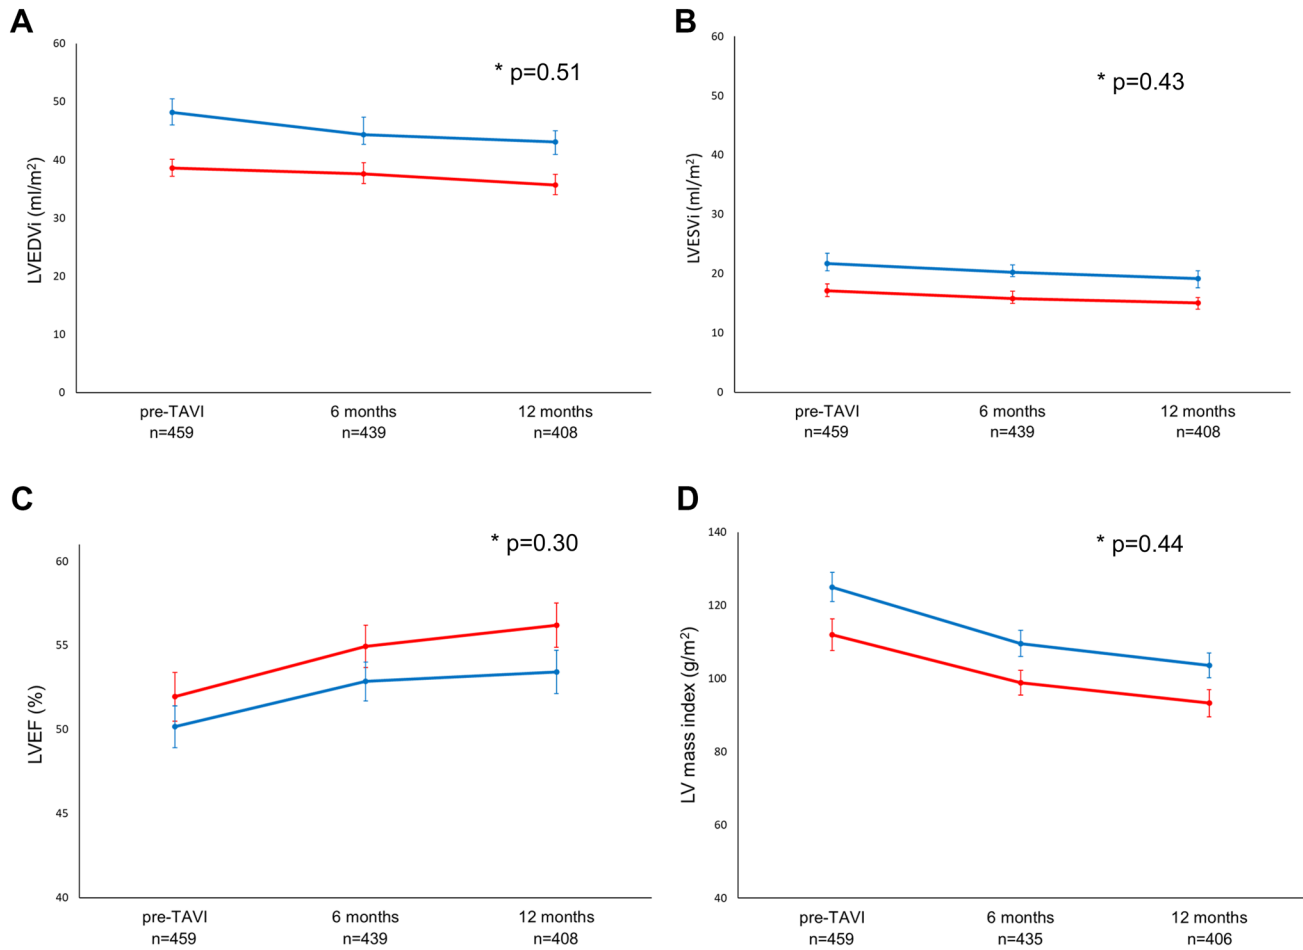 A
60
50
40
30
20
10
0
LVEDVi (ml/m²)
* p=0.51
pre-TAVI
6 months
12 months
n=459
n=439
n=408
B
60
50
40
30
20
10
0
LVESVi (ml/m²)
* p=0.43
pre-TAVI
6 months
12 months
n=459
n=439
n=408
C
60
55
50
45
40
LVEF (%)
* p=0.30
pre-TAVI
6 months
12 months
n=459
n=439
n=408
D
140
120
100
80
60
40
LV mass index (g/m²)
* p=0.44
pre-TAVI
6 months
12 months
n=459
n=435
n=406